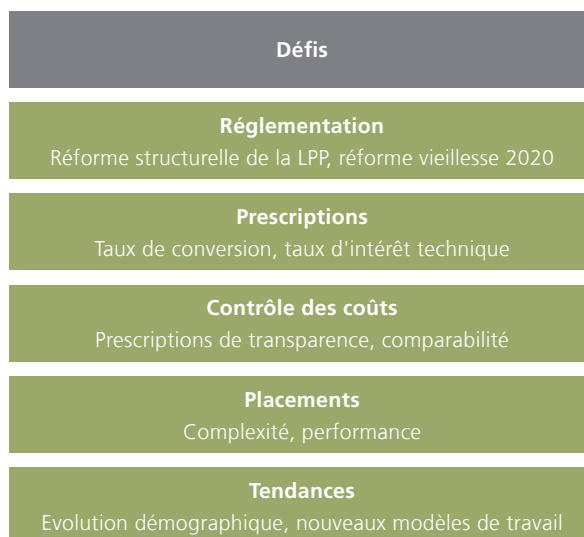 Défis
Réglementation
Réforme structurelle de la LPP, réforme vieillesse 2020
Prescriptions
Taux de conversion, taux d'intérêt technique
Contrôle des coûts
Prescriptions de transparence, comparabilité
Placements
Complexité, performance
Tendances
Evolution démographique, nouveaux modèles de travail